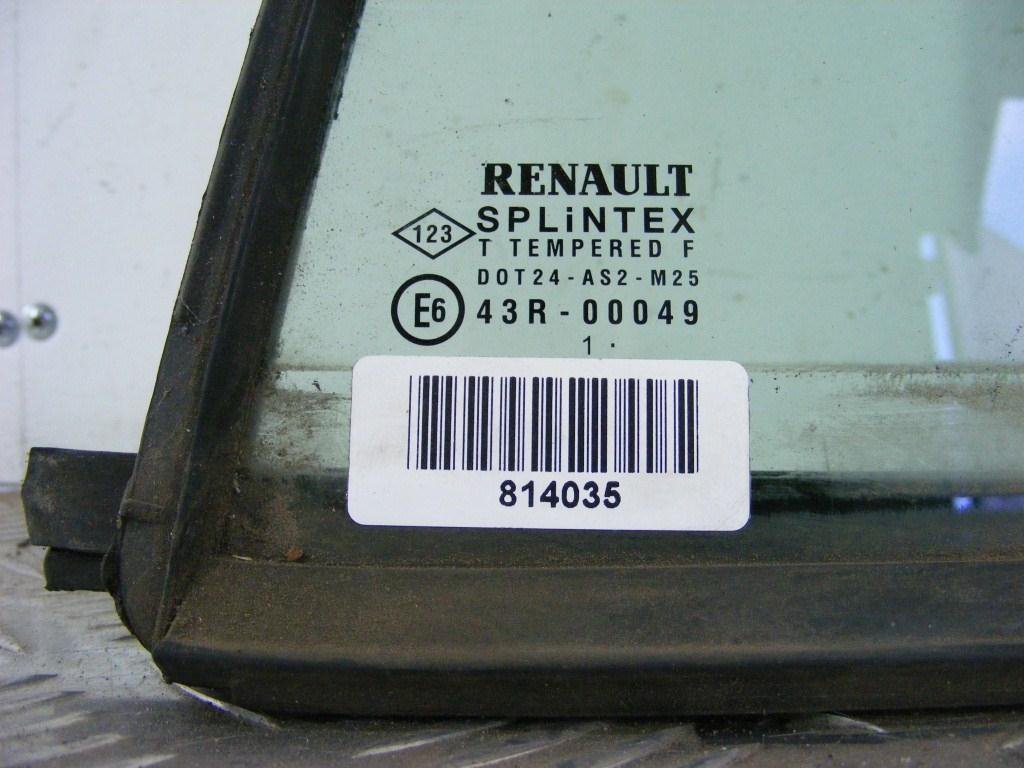 RENAULT
SPLiNTEX
123
T TEMPERED F
DOT24-AS2-M25
E6 43R-00049
1 .
814035